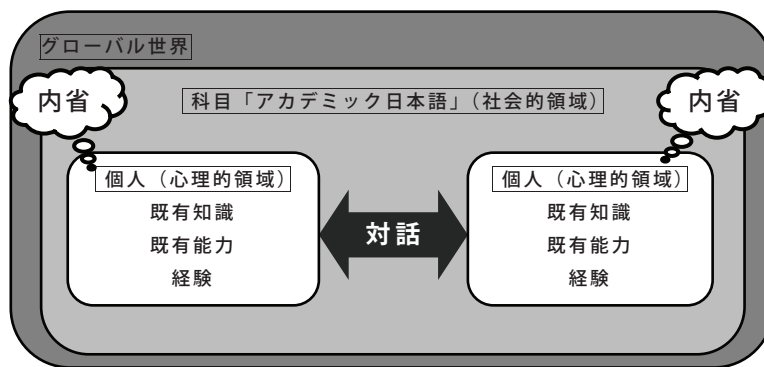 グローバル世界
内省
科目「アカデミック日本語」(社会的領域)
内省
個人(心理的領域)
既有知識
既有能力
経験
対話
個人(心理的領域)
既有知識
既有能力
経験